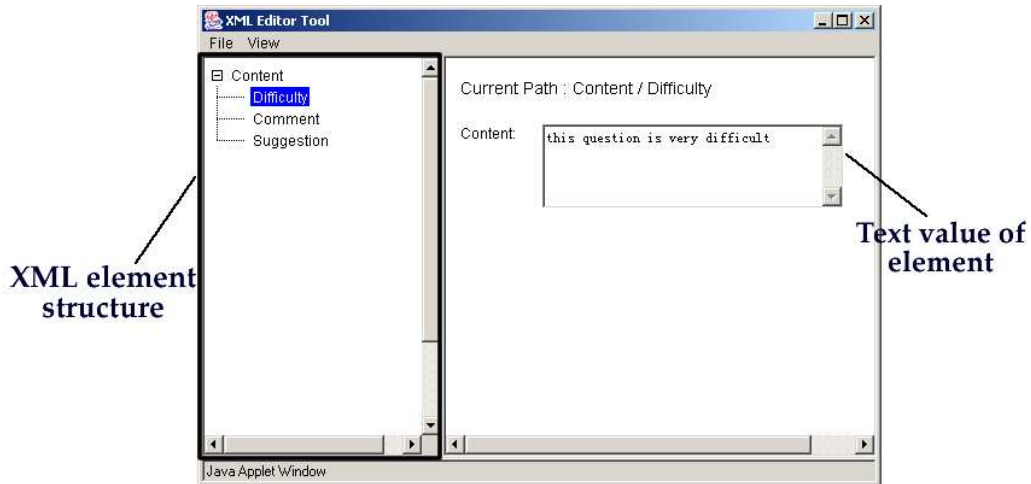 XML Editor Tool
File View
Content
Difficulty
Comment
Suggestion
Current Path : Content / Difficulty
Content:
this question is very difficult
Text value of
element
XML element
structure
Java Applet Window